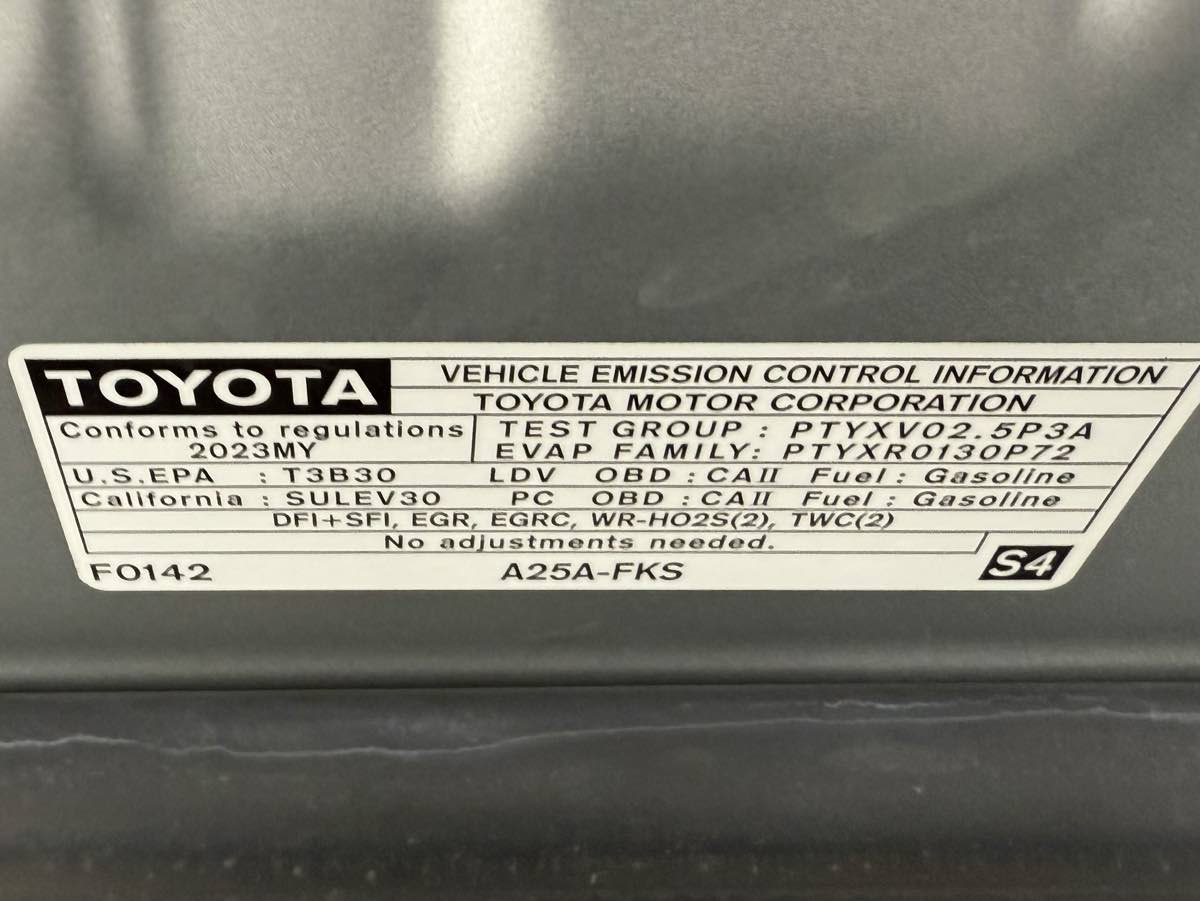 TOYOTA
VEHICLE EMISSION CONTROL INFORMATION
TOYOTA MOTOR CORPORATION
Conforms to regulations
2023MY
TEST GROUP : PTYXV02.5P3A
EVAP FAMILY: PTYXR0130P72
U.S.EPA : T3B30 LDV OBD : CAII Fuel : Gasoline
California : SULEV30 PC OBD : CAII Fuel : Gasoline
DFI+SFI, EGR, EGRC, WR-HO2S(2), TWC(2)
No adjustments needed.
F0142 A25A-FKS S4